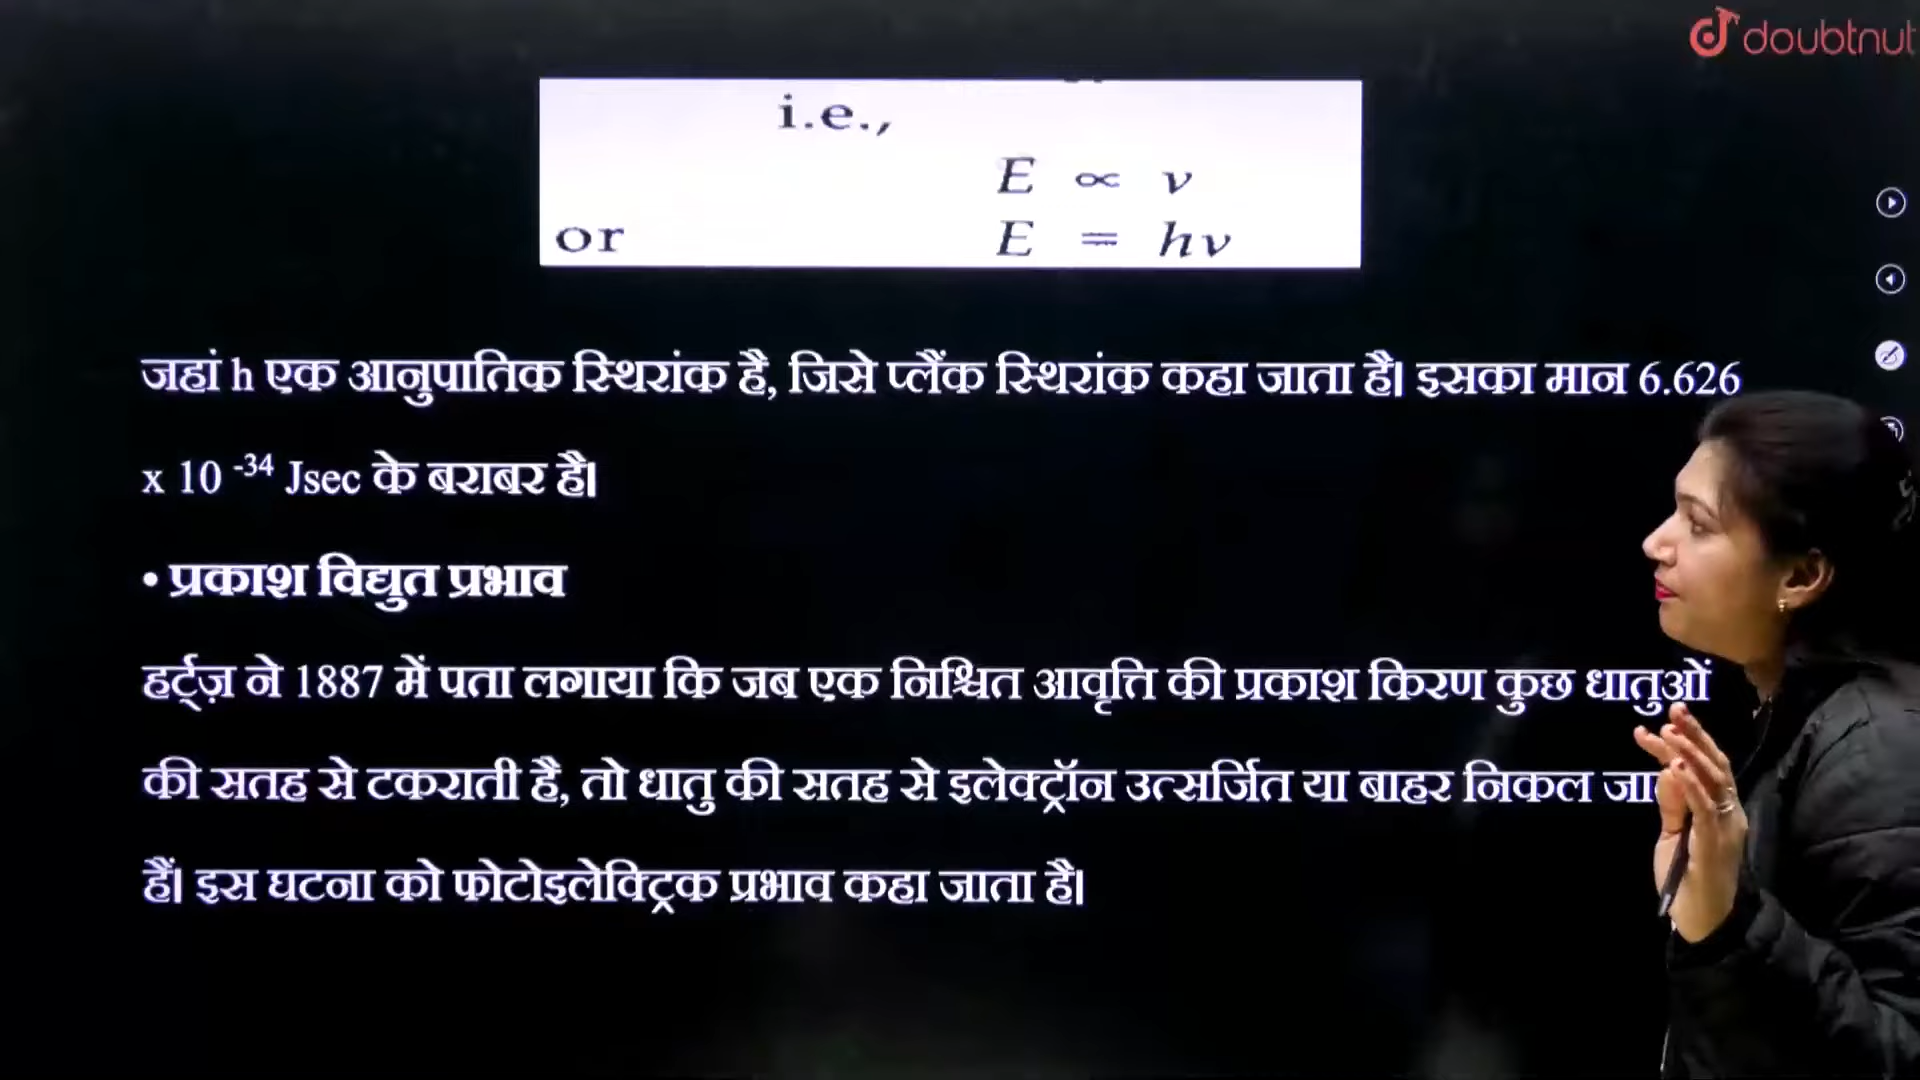 doubtnut
i.e.,
E ∝ ν
or E = hν
जहां h एक आनुपातिक स्थिरांक है, जिसे प्लैंक स्थिरांक कहा जाता है। इसका मान 6.626
x 10 -34 Jsec के बराबर है।
• प्रकाश विद्युत प्रभाव
हर्ट्ज़ ने 1887 में पता लगाया कि जब एक निश्चित आवृत्ति की प्रकाश किरण कुछ धातुओं
की सतह से टकराती है, तो धातु की सतह से इलेक्ट्रॉन उत्सर्जित या बाहर निकल
हैं। इस घटना को फोटोइलेक्ट्रिक प्रभाव कहा जाता है।